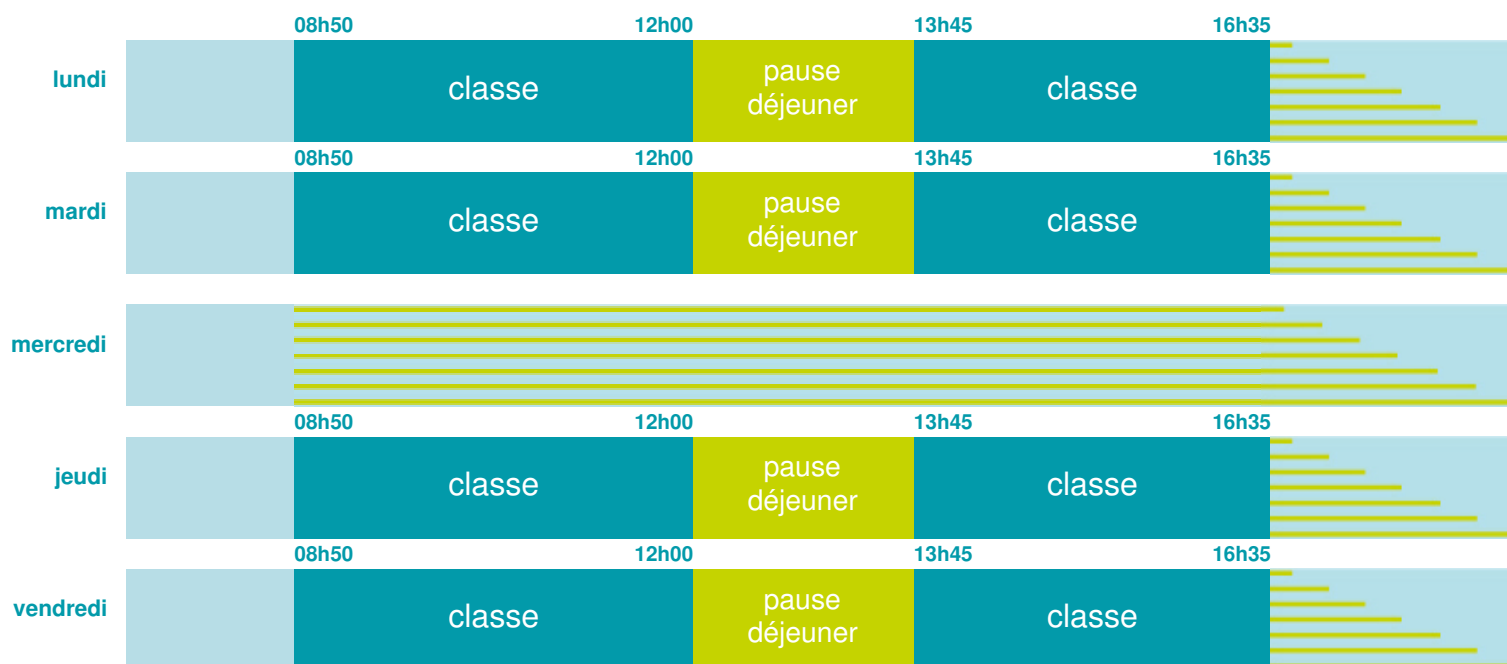 08h50 12h00 13h45 16h35
lundi classe pause déjeuner classe
08h50 12h00 13h45 16h35
mardi classe pause déjeuner classe
mercredi
08h50 12h00 13h45 16h35
jeudi classe pause déjeuner classe
08h50 12h00 13h45 16h35
vendredi classe pause déjeuner classe